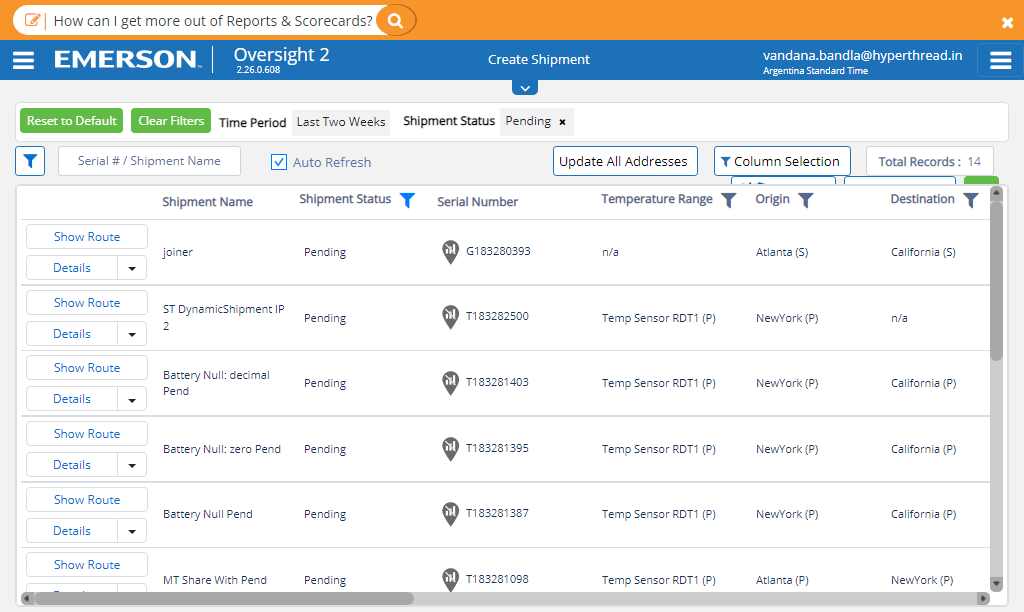 How can I get more out of Reports & Scorecards?
EMERSON. Oversight 2
2.26.0.608
Create Shipment
vandana.bandla@hyperthread.in
Argentina Standard Time
Reset to Default Clear Filters Time Period Last Two Weeks Shipment Status Pending ×
Serial # / Shipment Name Auto Refresh Update All Addresses Column Selection Total Records : 14
Shipment Name Shipment Status Serial Number Temperature Range Origin Destination
Show Route
Details
joiner Pending G183280393 n/a Atlanta (S) California (S)
Show Route
Details
ST DynamicShipment IP
2
Pending T183282500 Temp Sensor RDT1 (P) NewYork (P) n/a
Show Route
Details
Battery Null: decimal
Pend
Pending T183281403 Temp Sensor RDT1 (P) NewYork (P) California (P)
Show Route
Details
Battery Null: zero Pend Pending T183281395 Temp Sensor RDT1 (P) NewYork (P) California (P)
Show Route
Details
Battery Null Pend Pending T183281387 Temp Sensor RDT1 (P) NewYork (P) California (P)
Show Route
MT Share With Pend Pending T183281098 Temp Sensor RDT1 (P) Atlanta (P) NewYork (P)